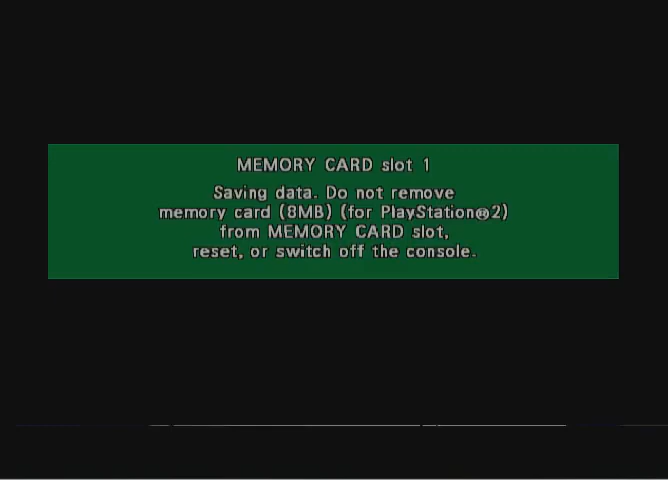 MEMORY CARD slot 1
Saving data. Do not remove
memory card (8MB) (for PlayStation®2)
from MEMORY CARD slot,
reset, or switch off the console.